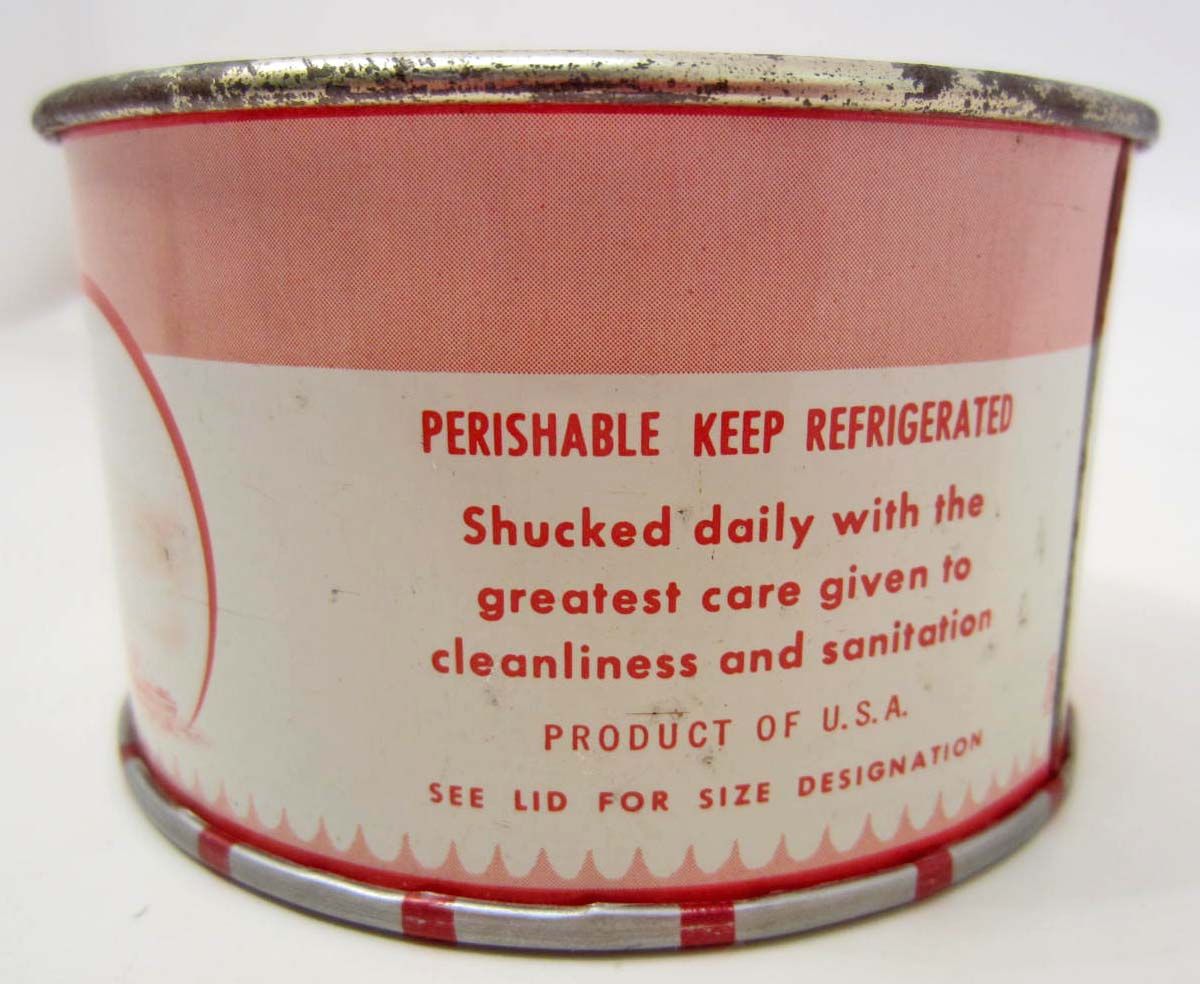 PERISHABLE KEEP REFRIGERATED
Shucked daily with the
greatest care given to
cleanliness and sanitation
PRODUCT OF U.S.A.
SEE LID FOR SIZE DESIGNATION